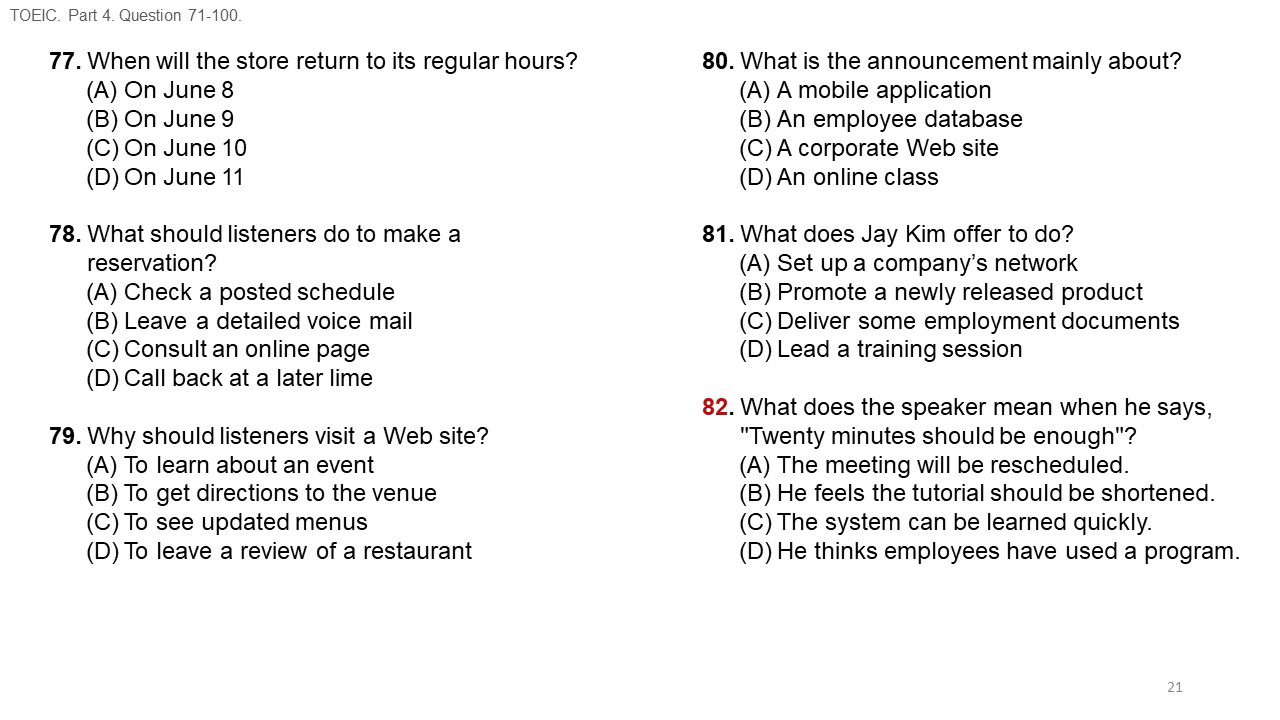 TOEIC. Part 4. Question 71-100.
77. When will the store return to its regular hours?
(A) On June 8
(B) On June 9
(C) On June 10
(D) On June 11
78. What should listeners do to make a
reservation?
(A) Check a posted schedule
(B) Leave a detailed voice mail
(C) Consult an online page
(D) Call back at a later lime
79. Why should listeners visit a Web site?
(A) To learn about an event
(B) To get directions to the venue
(C) To see updated menus
(D) To leave a review of a restaurant
80. What is the announcement mainly about?
(A) A mobile application
(B) An employee database
(C) A corporate Web site
(D) An online class
81. What does Jay Kim offer to do?
(A) Set up a company’s network
(B) Promote a newly released product
(C) Deliver some employment documents
(D) Lead a training session
82. What does the speaker mean when he says,
"Twenty minutes should be enough"?
(A) The meeting will be rescheduled.
(B) He feels the tutorial should be shortened.
(C) The system can be learned quickly.
(D) He thinks employees have used a program.
21